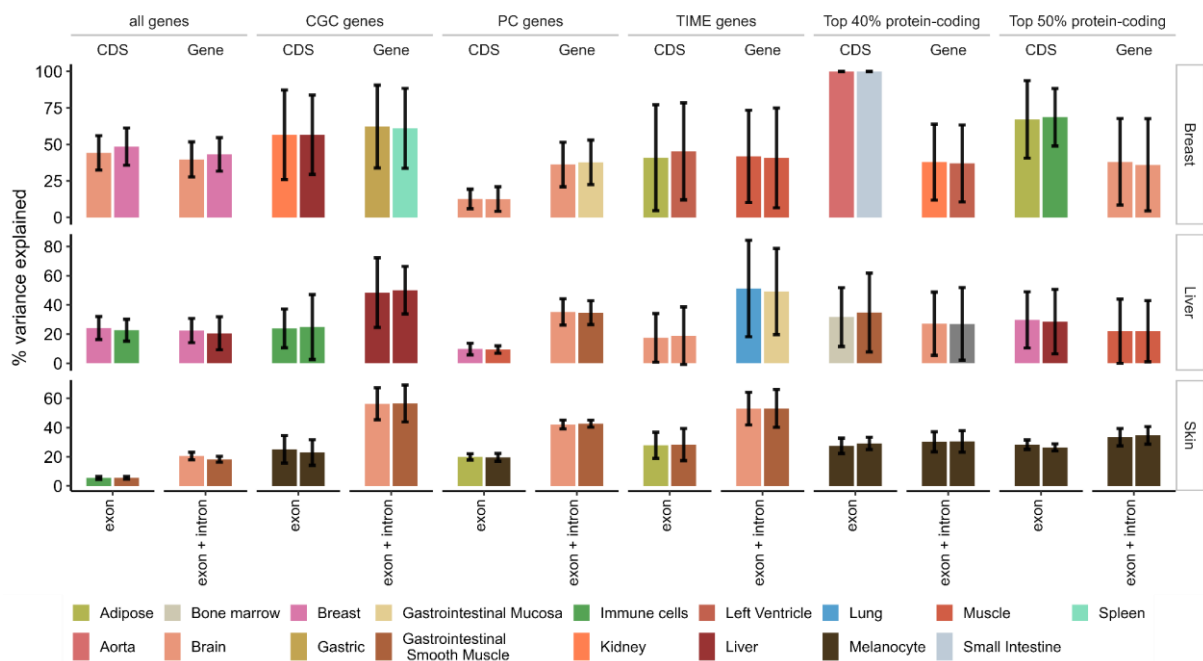 all genes CGC genes PC genes TIME genes Top 40% protein-coding Top 50% protein-coding
CDS Gene CDS Gene CDS Gene CDS Gene CDS Gene CDS Gene
% variance explained
100
75
50
25
0
Breast
80
60
40
20
0
Liver
60
40
20
0
Skin
exon exon + intron exon exon + intron exon exon + intron exon exon + intron exon exon + intron exon exon + intron
Adipose Bone marrow Breast Gastrointestinal Mucosa Immune cells Left Ventricle Lung Muscle Spleen
Aorta Brain Gastric Gastrointestinal Kidney Liver Melanocyte Small Intestine
Smooth Muscle